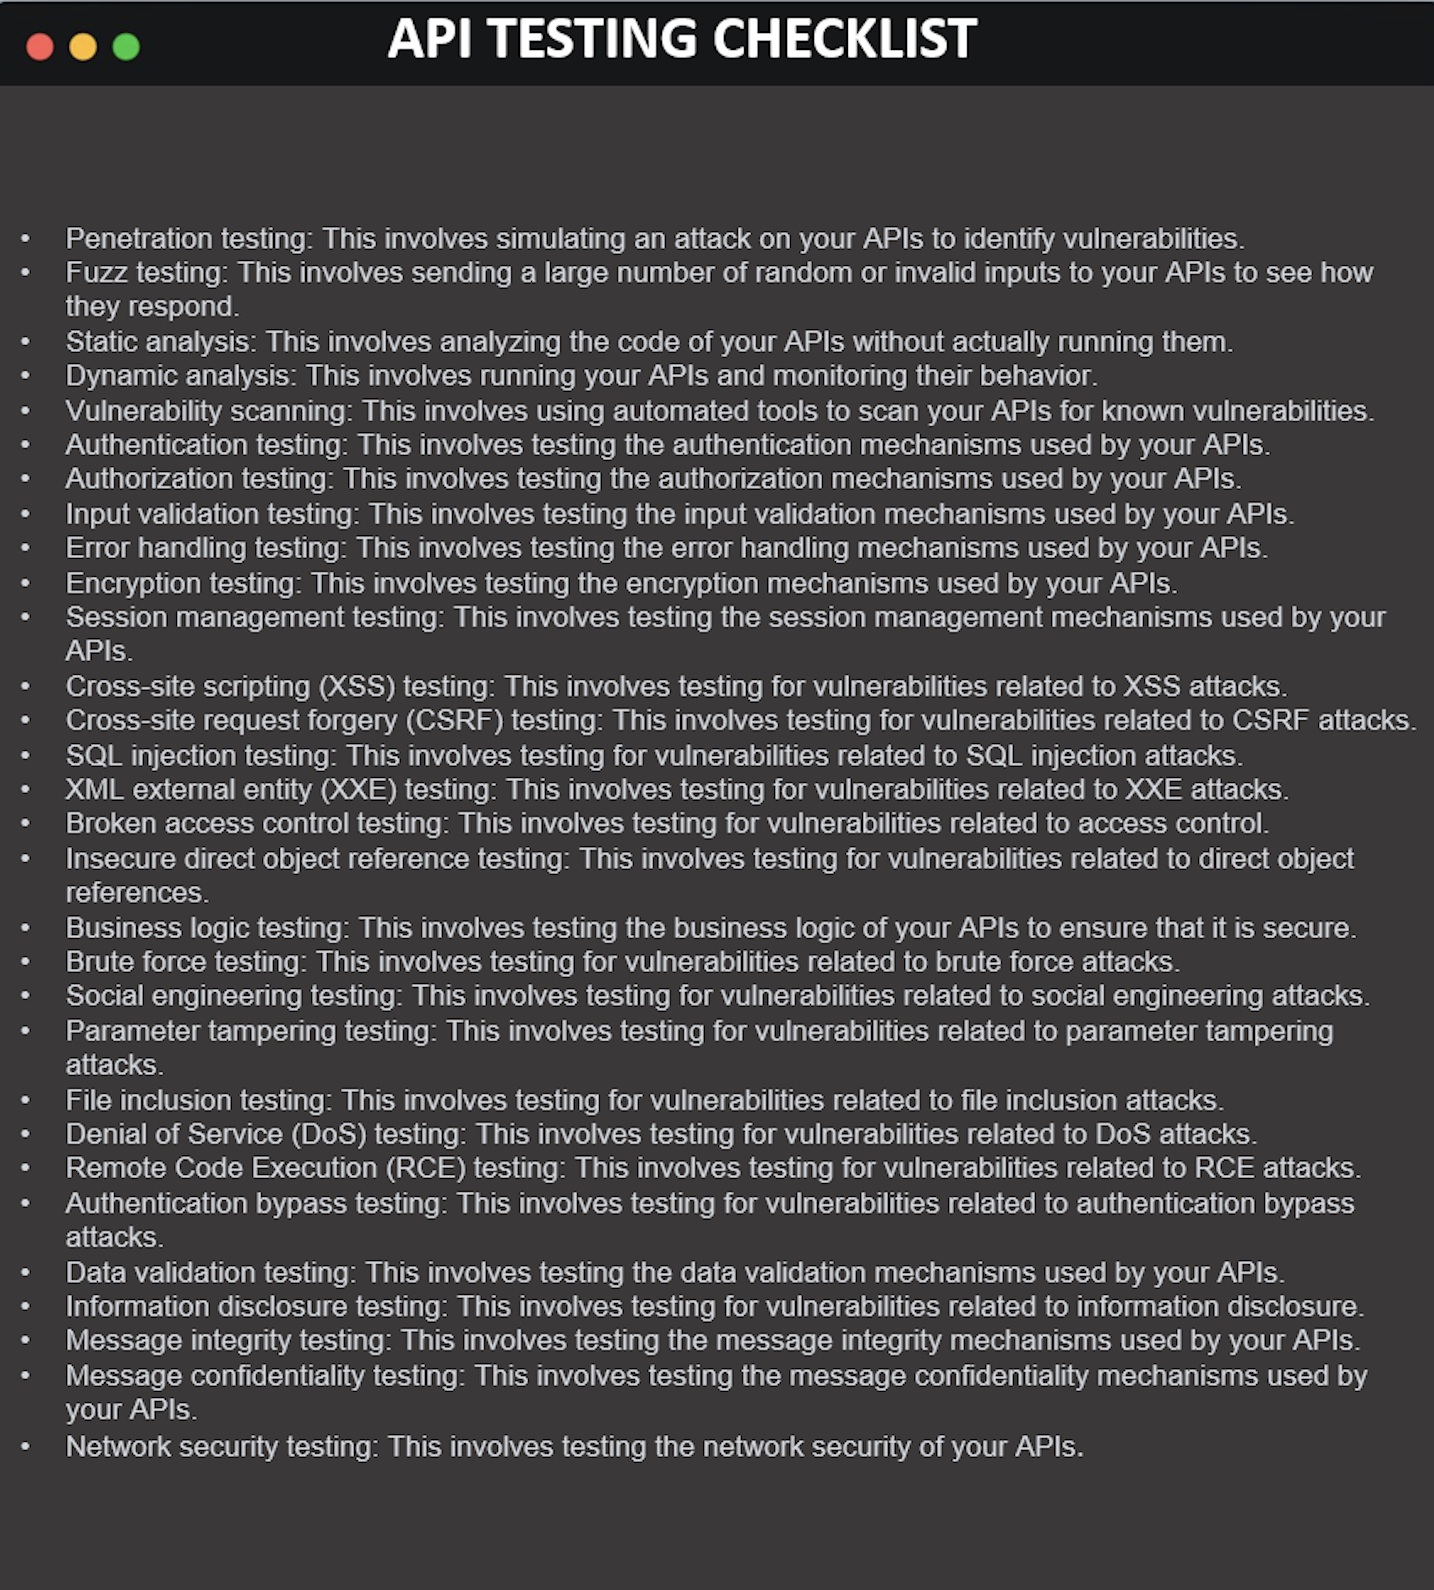 API TESTING CHECKLIST
• Penetration testing: This involves simulating an attack on your APIs to identify vulnerabilities.
• Fuzz testing: This involves sending a large number of random or invalid inputs to your APIs to see how
they respond.
• Static analysis: This involves analyzing the code of your APIs without actually running them.
• Dynamic analysis: This involves running your APIs and monitoring their behavior.
• Vulnerability scanning: This involves using automated tools to scan your APIs for known vulnerabilities.
• Authentication testing: This involves testing the authentication mechanisms used by your APIs.
• Authorization testing: This involves testing the authorization mechanisms used by your APIs.
• Input validation testing: This involves testing the input validation mechanisms used by your APIs.
• Error handling testing: This involves testing the error handling mechanisms used by your APIs.
• Encryption testing: This involves testing the encryption mechanisms used by your APIs.
• Session management testing: This involves testing the session management mechanisms used by your
APIs.
• Cross-site scripting (XSS) testing: This involves testing for vulnerabilities related to XSS attacks.
• Cross-site request forgery (CSRF) testing: This involves testing for vulnerabilities related to CSRF attacks.
• SQL injection testing: This involves testing for vulnerabilities related to SQL injection attacks.
• XML external entity (XXE) testing: This involves testing for vulnerabilities related to XXE attacks.
• Broken access control testing: This involves testing for vulnerabilities related to access control.
• Insecure direct object reference testing: This involves testing for vulnerabilities related to direct object
references.
• Business logic testing: This involves testing the business logic of your APIs to ensure that it is secure.
• Brute force testing: This involves testing for vulnerabilities related to brute force attacks.
• Social engineering testing: This involves testing for vulnerabilities related to social engineering attacks.
• Parameter tampering testing: This involves testing for vulnerabilities related to parameter tampering
attacks.
• File inclusion testing: This involves testing for vulnerabilities related to file inclusion attacks.
• Denial of Service (DoS) testing: This involves testing for vulnerabilities related to DoS attacks.
• Remote Code Execution (RCE) testing: This involves testing for vulnerabilities related to RCE attacks.
• Authentication bypass testing: This involves testing for vulnerabilities related to authentication bypass
attacks.
• Data validation testing: This involves testing the data validation mechanisms used by your APIs.
• Information disclosure testing: This involves testing for vulnerabilities related to information disclosure.
• Message integrity testing: This involves testing the message integrity mechanisms used by your APIs.
• Message confidentiality testing: This involves testing the message confidentiality mechanisms used by
your APIs.
• Network security testing: This involves testing the network security of your APIs.